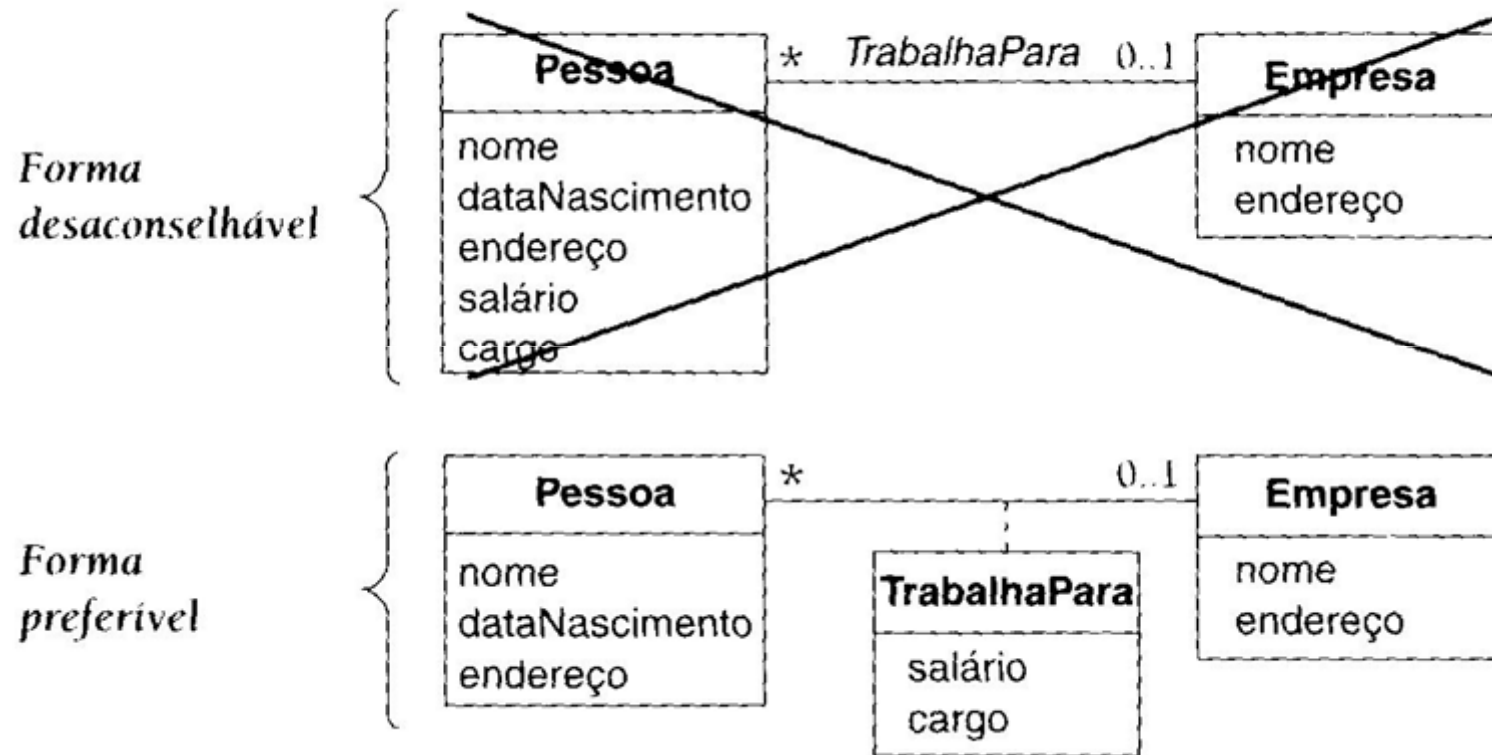 Forma
desaconselhável
Pessoa
nome
dataNascimento
endereço
salário
cargo
* TrabalhaPara 0..1
Empresa
nome
endereço
Forma
preferível
Pessoa
nome
dataNascimento
endereço
* 0..1
TrabalhaPara
salário
cargo
Empresa
nome
endereço